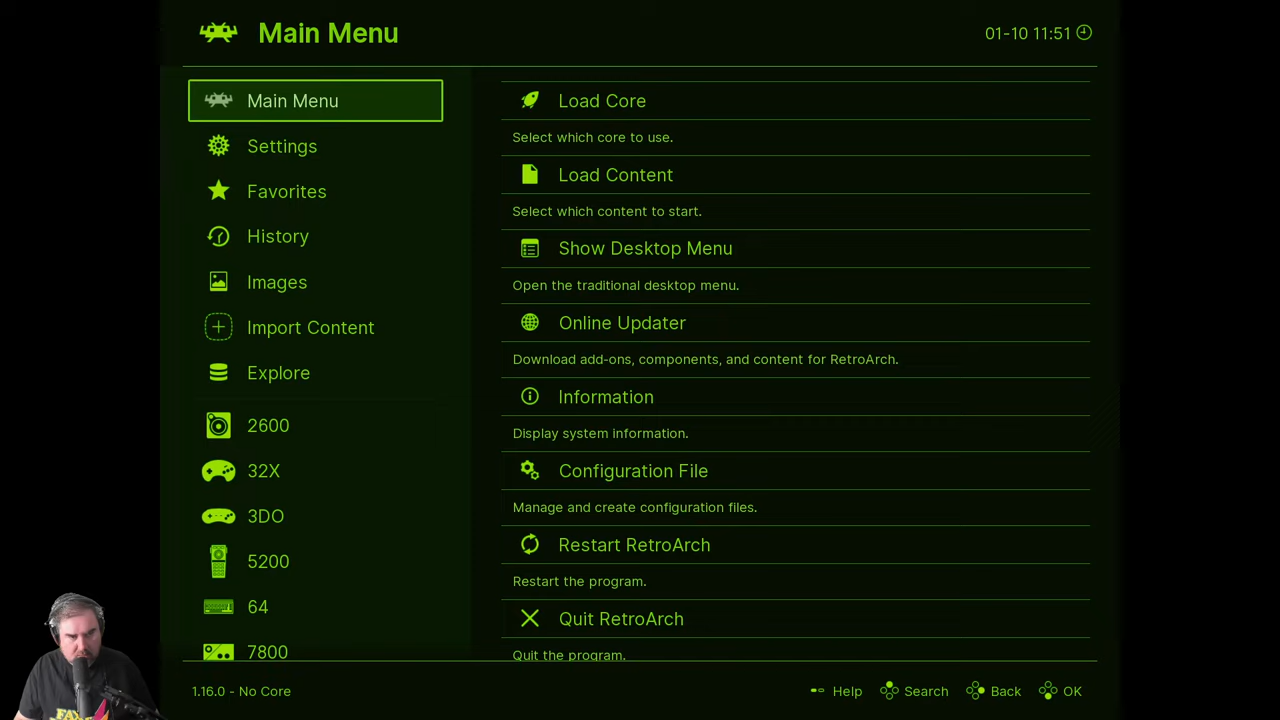 Main Menu
01-10 11:51
Main Menu
Settings
Favorites
History
Images
Import Content
Explore
2600
32X
3DO
5200
64
7800
Load Core
Select which core to use.
Load Content
Select which content to start.
Show Desktop Menu
Open the traditional desktop menu.
Online Updater
Download add-ons, components, and content for RetroArch.
Information
Display system information.
Configuration File
Manage and create configuration files.
Restart RetroArch
Restart the program.
Quit RetroArch
Quit the program.
1.16.0 - No Core
Help Search Back OK